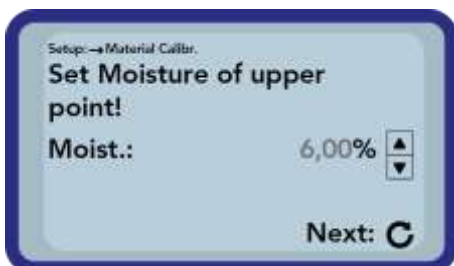 Setup:→Material Calibr.
Set Moisture of upper
point!
Moist.: 6,00%
Next: